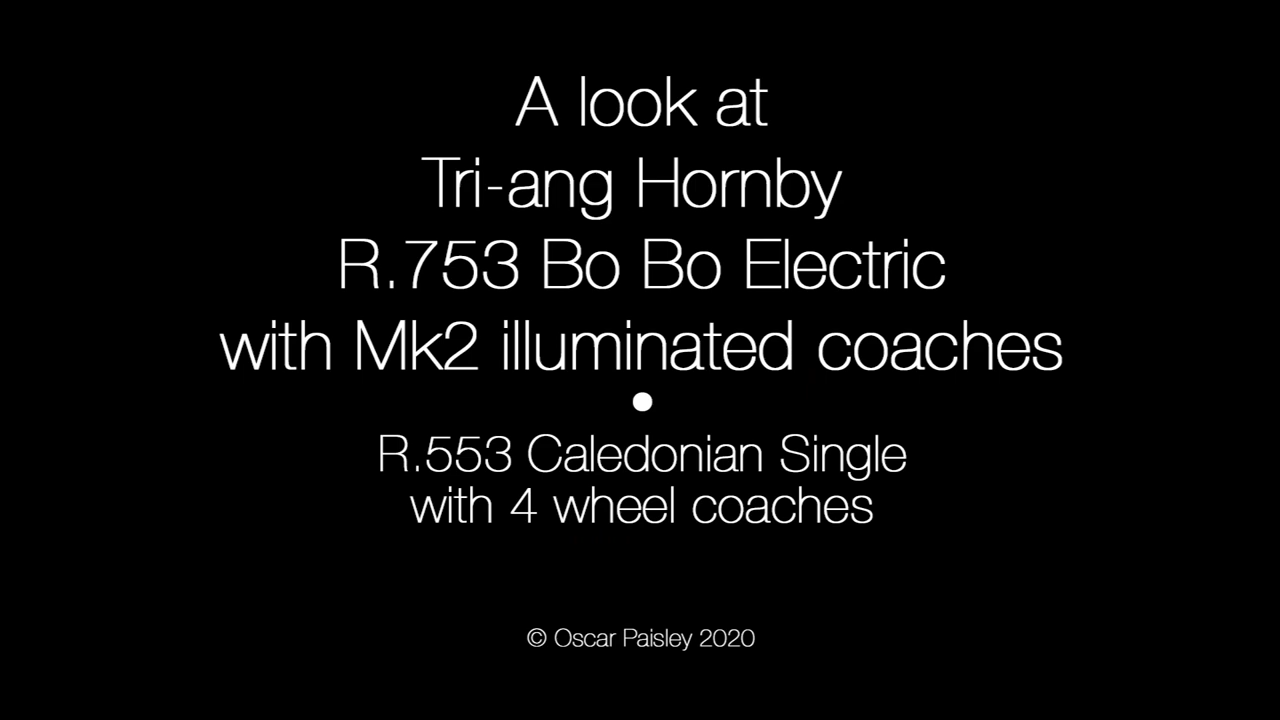 A look at
Tri-ang Hornby
R.753 Bo Bo Electric
with Mk2 illuminated coaches
•
R.553 Caledonian Single
with 4 wheel coaches
© Oscar Paisley 2020